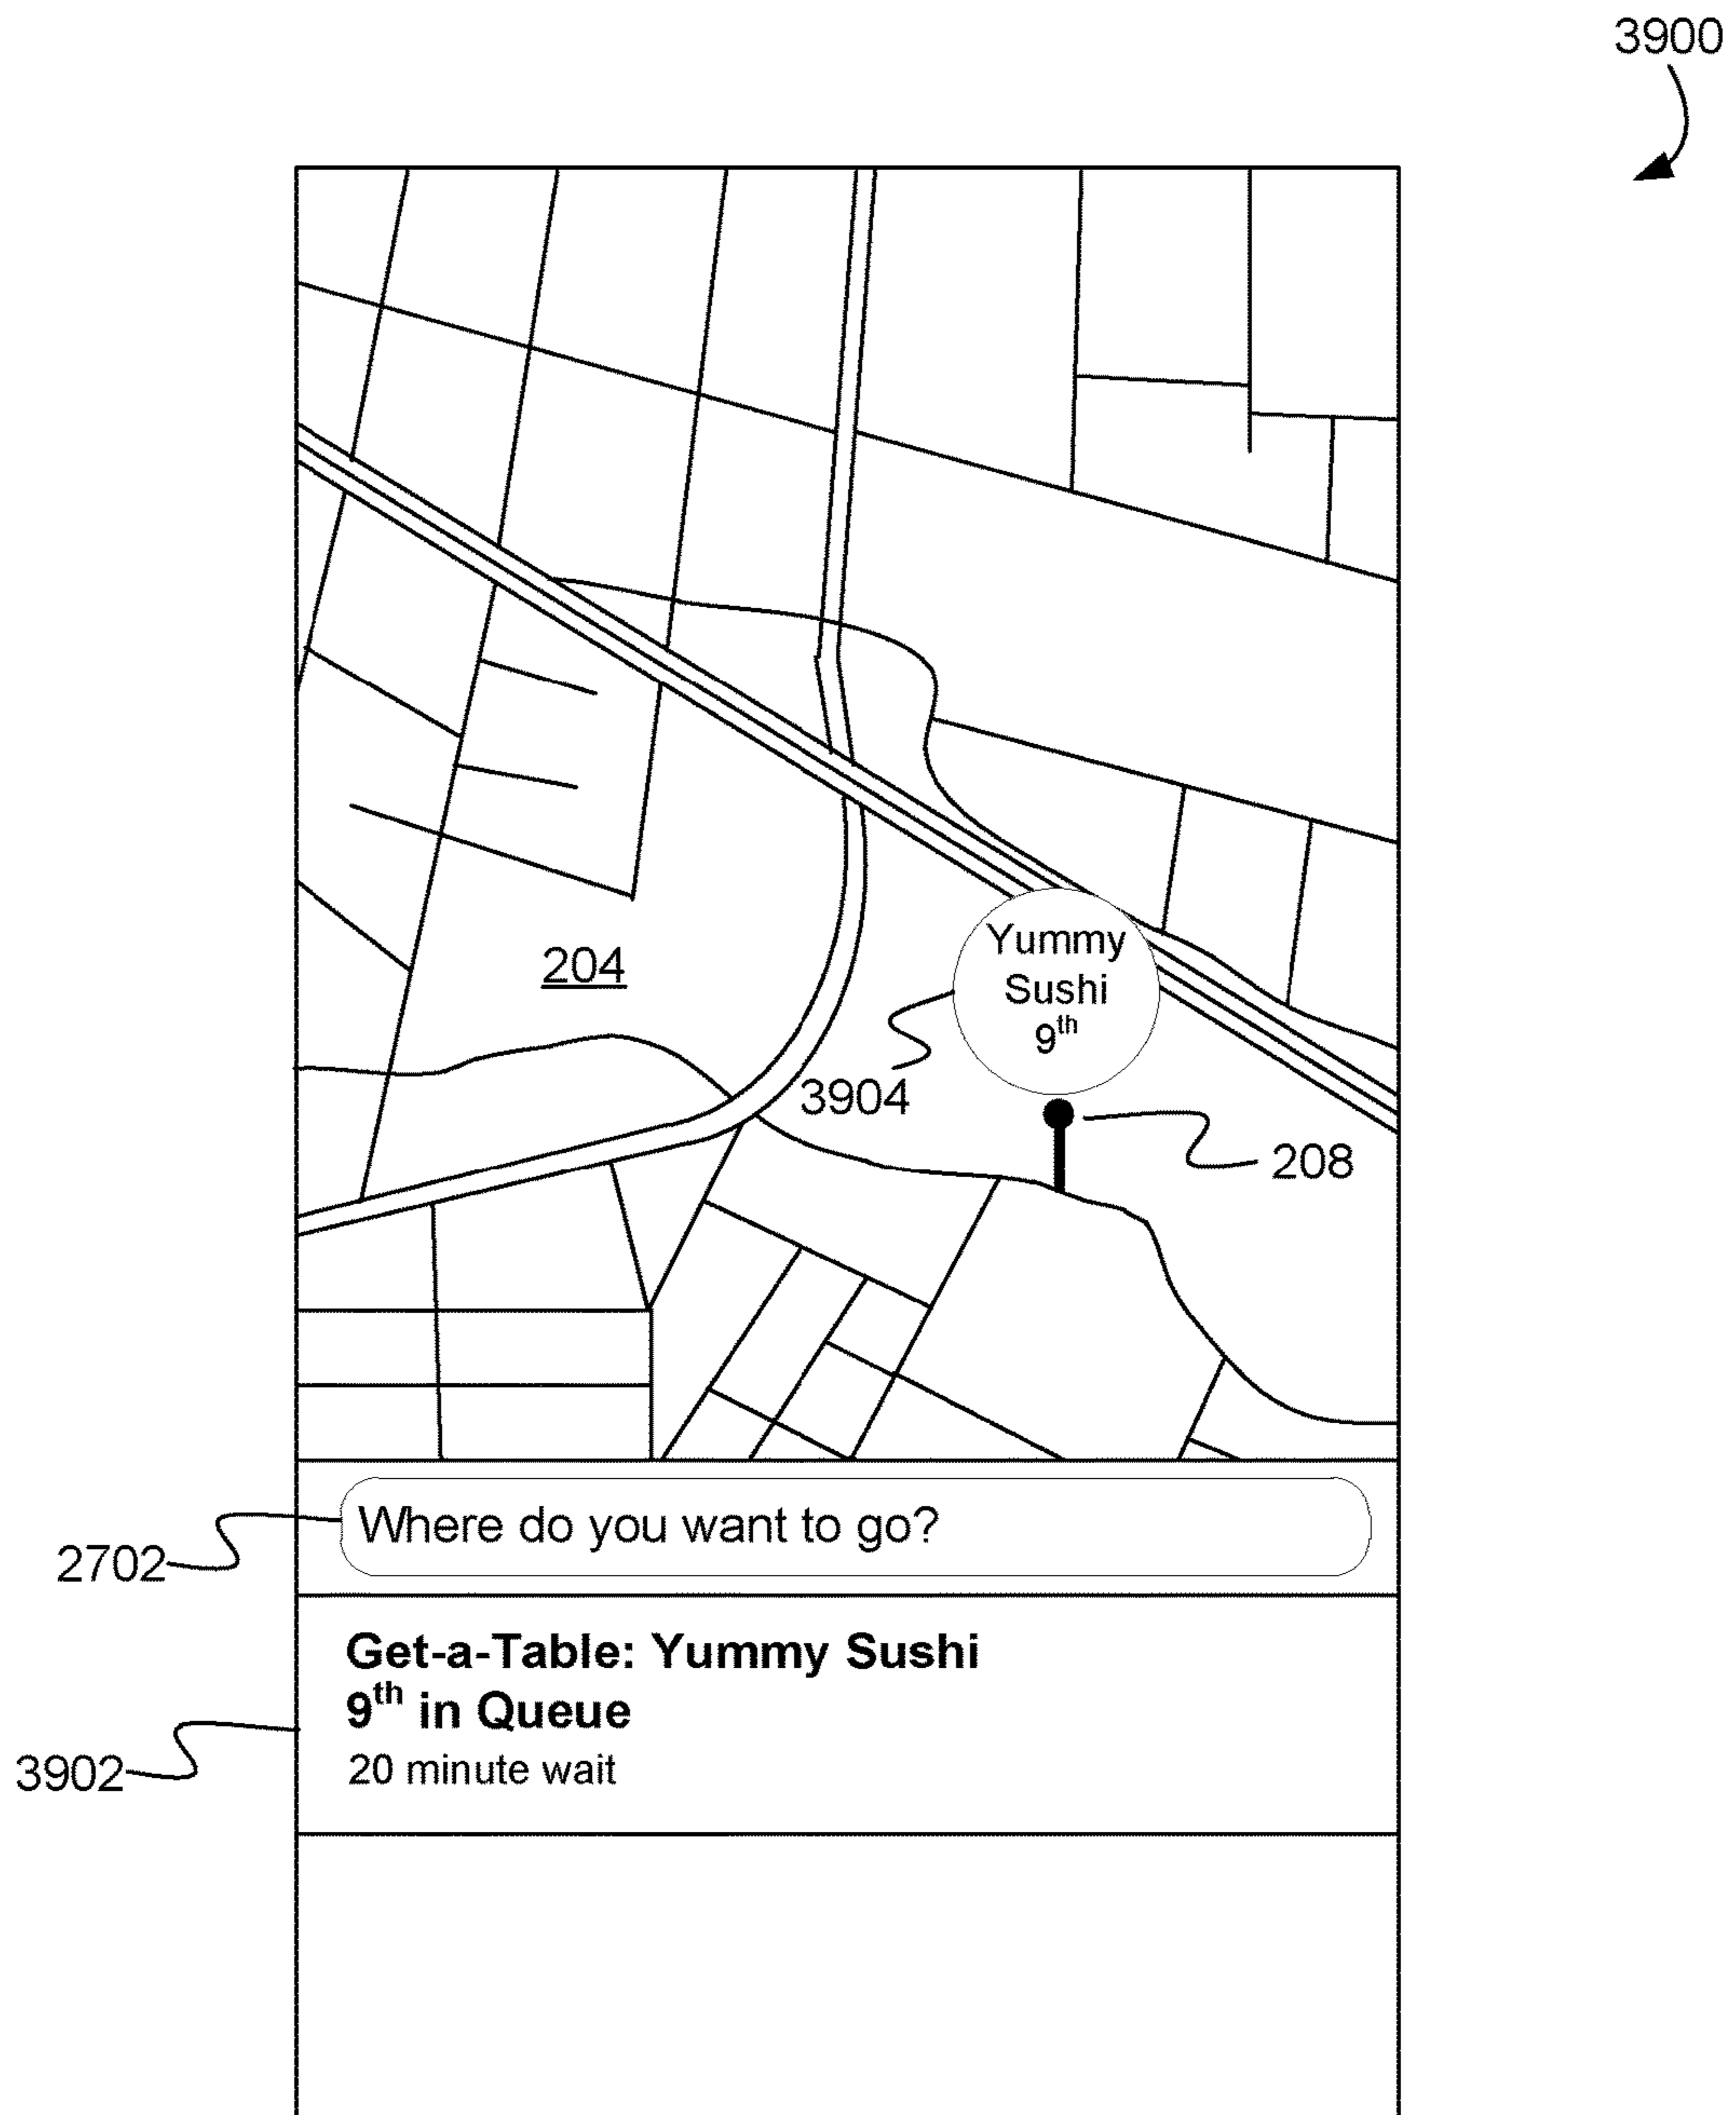 3900
204
Yummy
Sushi
9th
3904
208
Where do you want to go?
2702
Get-a-Table: Yummy Sushi
9th in Queue
20 minute wait
3902